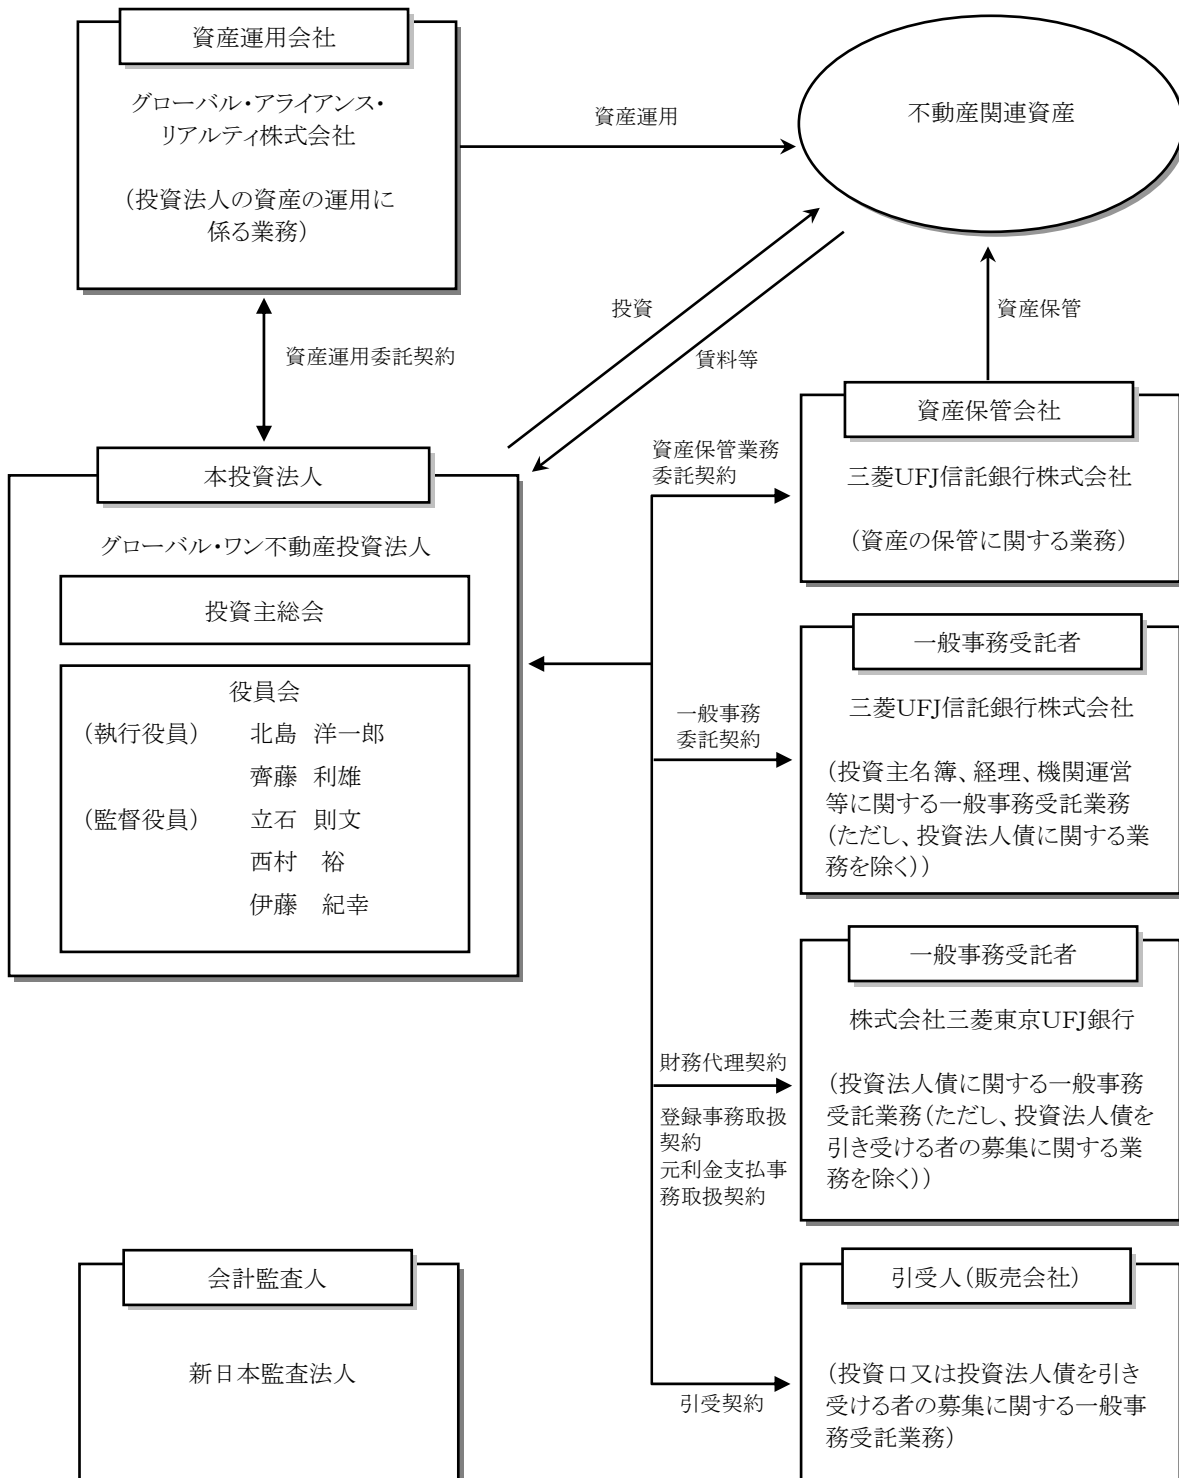 資産運用会社
グローバル・アライアンス・
リアルティ株式会社
(投資法人の資産の運用に
係る業務)
資産運用
不動産関連資産
資産運用委託契約
投資
賃料等
資産保管
資産保管会社
三菱UFJ信託銀行株式会社
(資産の保管に関する業務)
資産保管業務
委託契約
本投資法人
グローバル・ワン不動産投資法人
投資主総会
役員会
(執行役員) 北島 洋一郎
齊藤 利雄
(監督役員) 立石 則文
西村 裕
伊藤 紀幸
一般事務
委託契約
一般事務受託者
三菱UFJ信託銀行株式会社
(投資主名簿、経理、機関運営
等に関する一般事務受託業務
(ただし、投資法人債に関する業
務を除く))
財務代理契約
登録事務取扱
契約
元利金支払事
務取扱契約
一般事務受託者
株式会社三菱東京UFJ銀行
(投資法人債に関する一般事務
受託業務(ただし、投資法人債を
引き受ける者の募集に関する業
務を除く))
会計監査人
新日本監査法人
引受契約
引受人(販売会社)
(投資口又は投資法人債を引き
受ける者の募集に関する一般事
務受託業務)